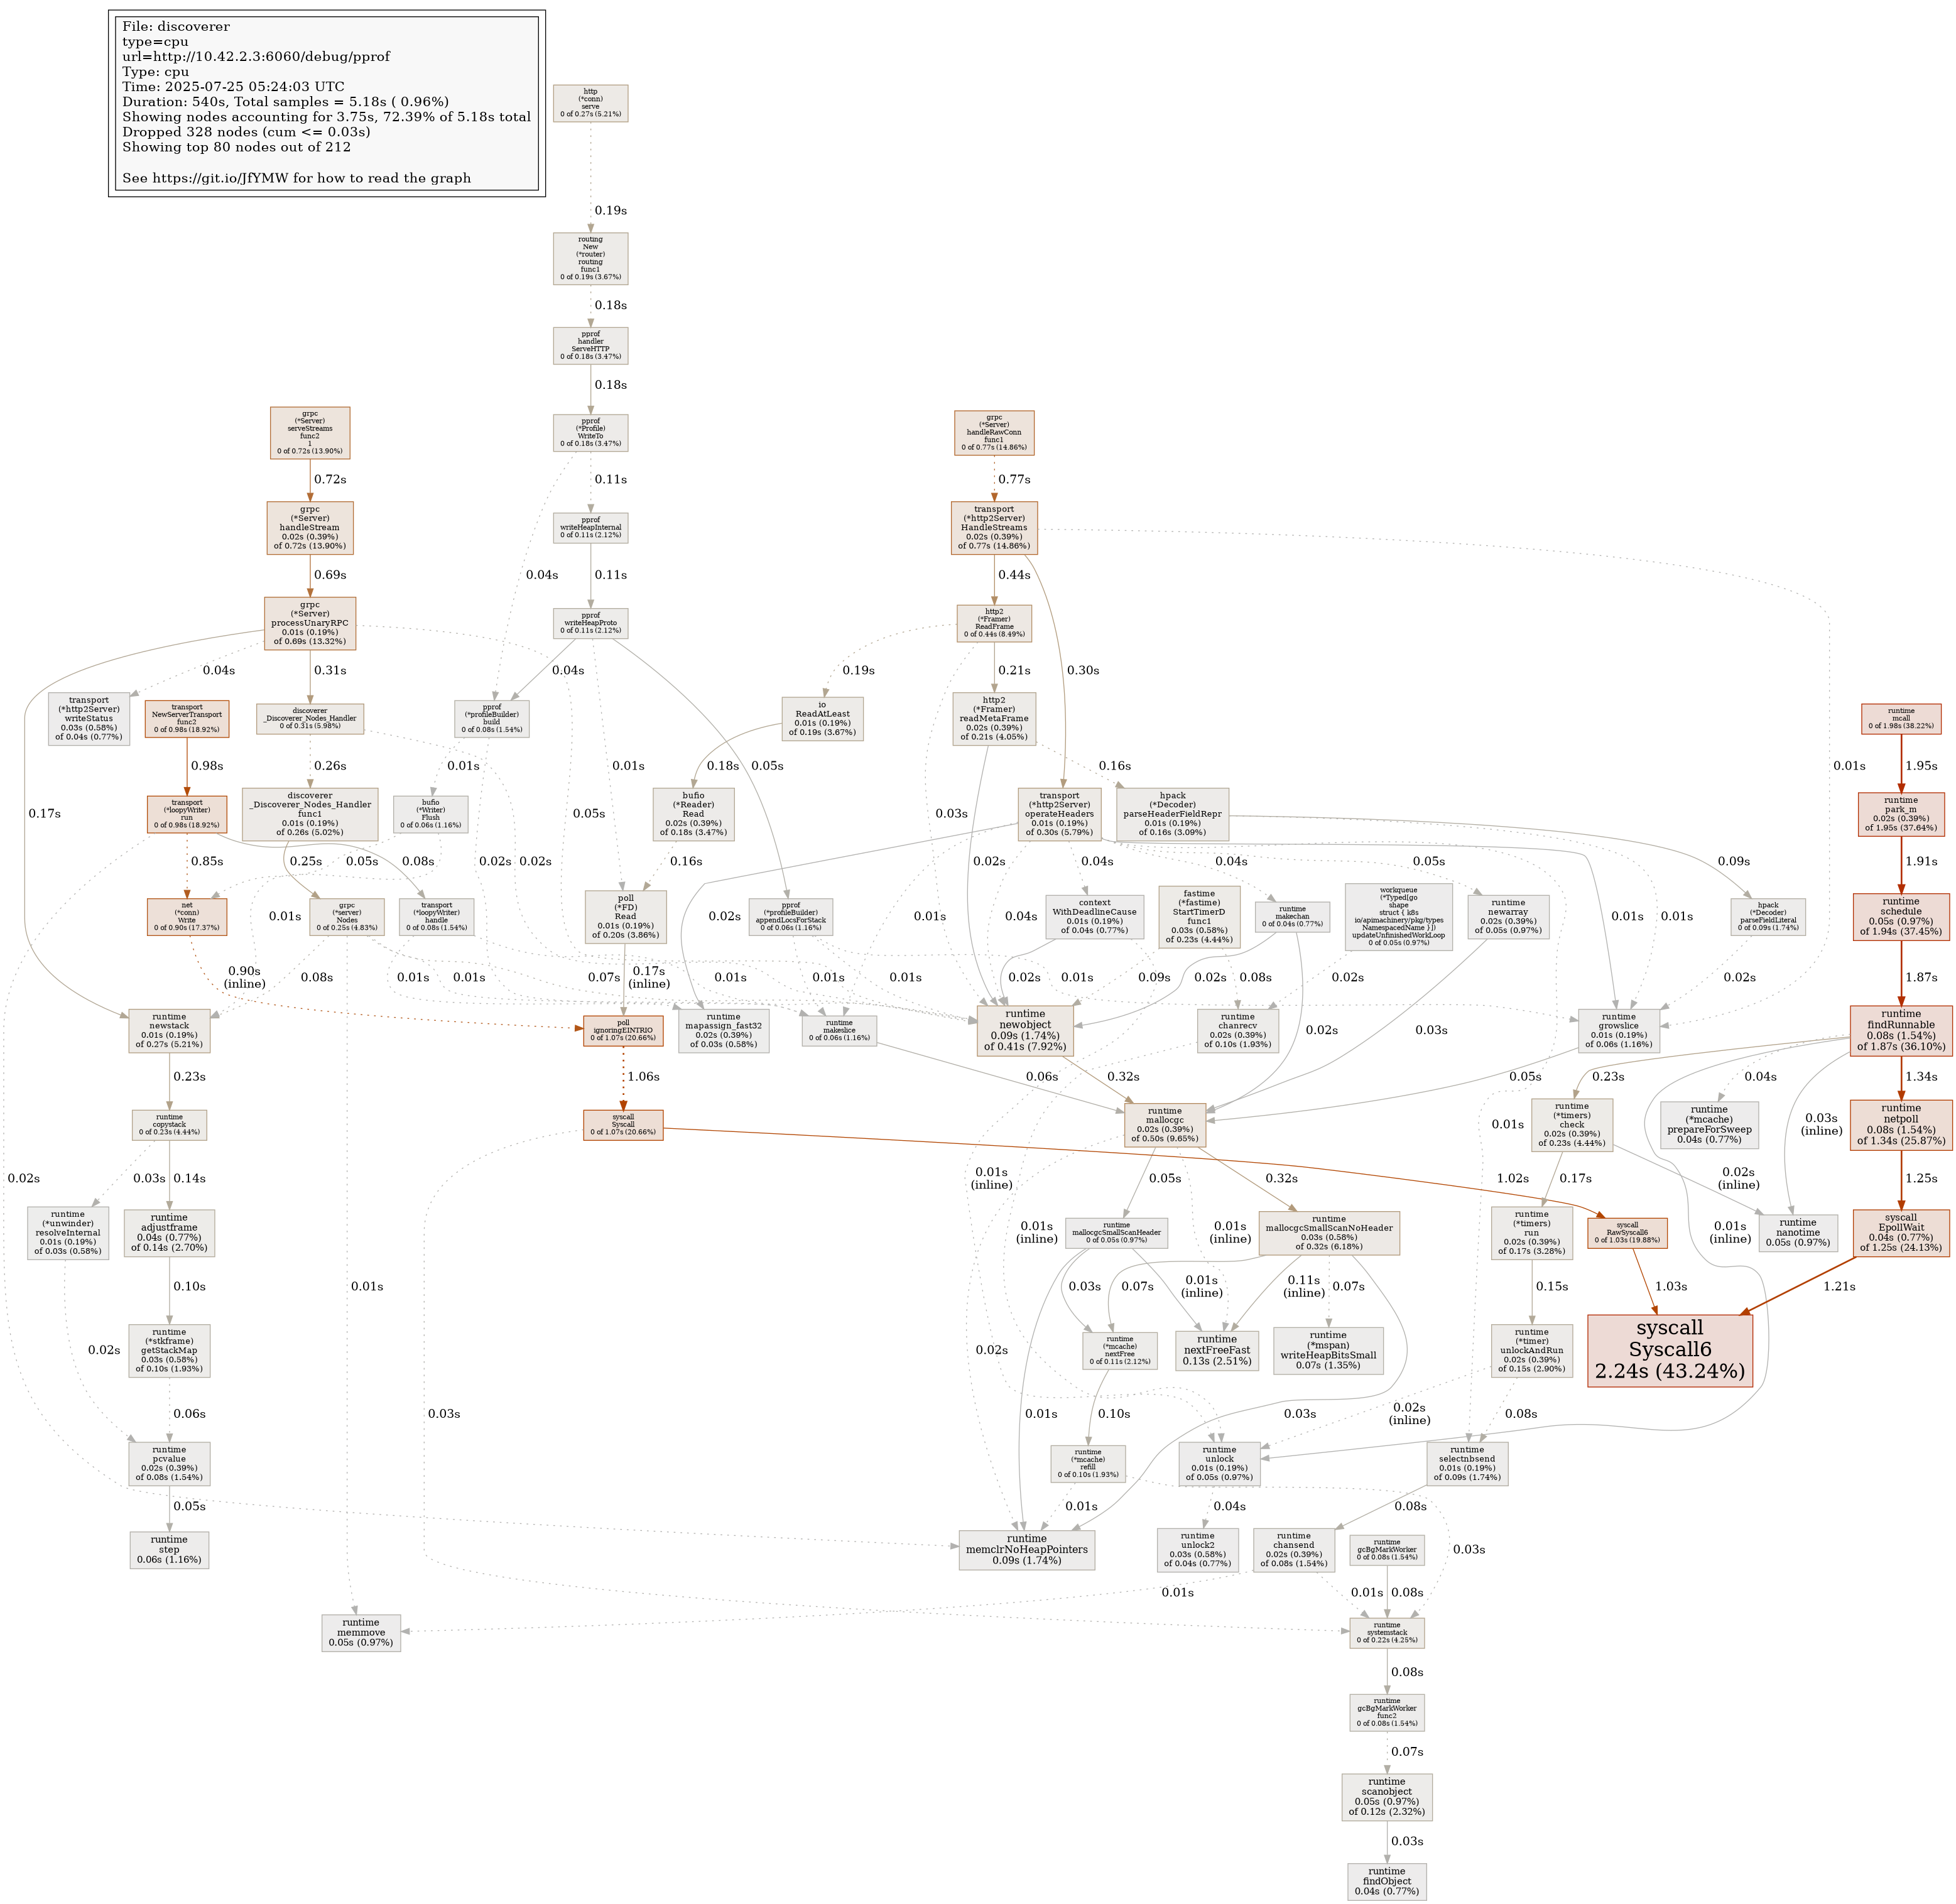 File: discoverer
type=cpu
url=http://10.42.2.3:6060/debug/pprof
Type: cpu
Time: 2025-07-25 05:24:03 UTC
Duration: 540s, Total samples = 5.18s ( 0.96%)
Showing nodes accounting for 3.75s, 72.39% of 5.18s total
Dropped 328 nodes (cum <= 0.03s)
Showing top 80 nodes out of 212
See https://git.io/JfYMW for how to read the graph
http
(*conn)
serve
0 of 0.27s (5.21%)
0.19s
routing
New
(*router)
routing
func1
0 of 0.19s (3.67%)
0.18s
pprof
handler
ServeHTTP
0 of 0.18s (3.47%)
0.18s
grpc
(*Server)
serveStreams
func2
1
0 of 0.72s (13.90%)
pprof
(*Profile)
WriteTo
0 of 0.18s (3.47%)
grpc
(*Server)
handleRawConn
func1
0 of 0.77s (14.86%)
0.72s
0.11s
0.77s
grpc
(*Server)
handleStream
0.02s (0.39%)
of 0.72s (13.90%)
pprof
writeHeapInternal
0 of 0.11s (2.12%)
transport
(*http2Server)
HandleStreams
0.02s (0.39%)
of 0.77s (14.86%)
0.69s
0.04s
0.11s
0.44s
grpc
(*Server)
processUnaryRPC
0.01s (0.19%)
of 0.69s (13.32%)
pprof
writeHeapProto
0 of 0.11s (2.12%)
http2
(*Framer)
ReadFrame
0 of 0.44s (8.49%)
0.04s
0.31s
0.04s
0.19s
0.21s
0.30s
transport
(*http2Server)
writeStatus
0.03s (0.58%)
of 0.04s (0.77%)
transport
NewServerTransport
func2
0 of 0.98s (18.92%)
discoverer
_Discoverer_Nodes_Handler
0 of 0.31s (5.98%)
pprof
(*profileBuilder)
build
0 of 0.08s (1.54%)
io
ReadAtLeast
0.01s (0.19%)
of 0.19s (3.67%)
http2
(*Framer)
readMetaFrame
0.02s (0.39%)
of 0.21s (4.05%)
runtime
mcall
0 of 1.98s (38.22%)
0.98s
0.26s
0.01s
0.01s
0.05s
0.18s
0.16s
0.01s
1.95s
0.17s
transport
(*loopyWriter)
run
0 of 0.98s (18.92%)
discoverer
_Discoverer_Nodes_Handler
func1
0.01s (0.19%)
of 0.26s (5.02%)
bufio
(*Writer)
Flush
0 of 0.06s (1.16%)
0.05s
bufio
(*Reader)
Read
0.02s (0.39%)
of 0.18s (3.47%)
0.03s
transport
(*http2Server)
operateHeaders
0.01s (0.19%)
of 0.30s (5.79%)
hpack
(*Decoder)
parseHeaderFieldRepr
0.01s (0.19%)
of 0.16s (3.09%)
runtime
park_m
0.02s (0.39%)
of 1.95s (37.64%)
0.85s
0.25s
0.05s
0.08s
0.02s
0.02s
0.16s
0.02s
0.04s
0.04s
0.05s
0.09s
1.91s
net
(*conn)
Write
0 of 0.90s (17.37%)
0.01s
grpc
(*server)
Nodes
0 of 0.25s (4.83%)
transport
(*loopyWriter)
handle
0 of 0.08s (1.54%)
poll
(*FD)
Read
0.01s (0.19%)
of 0.20s (3.86%)
0.02s
pprof
(*profileBuilder)
appendLocsForStack
0 of 0.06s (1.16%)
0.01s
0.04s
context
WithDeadlineCause
0.01s (0.19%)
of 0.04s (0.77%)
fastime
(*fastime)
StartTimerD
func1
0.03s (0.58%)
of 0.23s (4.44%)
runtime
makechan
0 of 0.04s (0.77%)
workqueue
(*Typed[go
shape
struct { k8s
io/apimachinery/pkg/types
NamespacedName }])
updateUnfinishedWorkLoop
0 of 0.05s (0.97%)
runtime
newarray
0.02s (0.39%)
of 0.05s (0.97%)
0.01s
0.01s
hpack
(*Decoder)
parseFieldLiteral
0 of 0.09s (1.74%)
runtime
schedule
0.05s (0.97%)
of 1.94s (37.45%)
0.90s
(inline)
0.08s
0.01s
0.01s
0.07s
0.17s
(inline)
0.01s
0.01s
0.01s
0.02s
0.01s
0.09s
0.08s
0.02s
0.02s
0.02s
1.87s
runtime
newstack
0.01s (0.19%)
of 0.27s (5.21%)
poll
ignoringEINTRIO
0 of 1.07s (20.66%)
runtime
mapassign_fast32
0.02s (0.39%)
of 0.03s (0.58%)
runtime
makeslice
0 of 0.06s (1.16%)
runtime
newobject
0.09s (1.74%)
of 0.41s (7.92%)
runtime
chanrecv
0.02s (0.39%)
of 0.10s (1.93%)
0.02s
0.03s
runtime
growslice
0.01s (0.19%)
of 0.06s (1.16%)
runtime
findRunnable
0.08s (1.54%)
of 1.87s (36.10%)
0.23s
1.06s
0.06s
0.32s
0.05s
0.23s
0.04s
0.03s
(inline)
1.34s
runtime
copystack
0 of 0.23s (4.44%)
syscall
Syscall
0 of 1.07s (20.66%)
runtime
mallocgc
0.02s (0.39%)
of 0.50s (9.65%)
0.01s
runtime
(*timers)
check
0.02s (0.39%)
of 0.23s (4.44%)
runtime
(*mcache)
prepareForSweep
0.04s (0.77%)
runtime
netpoll
0.08s (1.54%)
of 1.34s (25.87%)
0.02s
0.03s
0.14s
0.01s
(inline)
0.05s
0.32s
1.02s
0.17s
0.02s
(inline)
1.25s
runtime
(*unwinder)
resolveInternal
0.01s (0.19%)
of 0.03s (0.58%)
runtime
adjustframe
0.04s (0.77%)
of 0.14s (2.70%)
0.01s
(inline)
runtime
mallocgcSmallScanHeader
0 of 0.05s (0.97%)
0.01s
(inline)
runtime
mallocgcSmallScanNoHeader
0.03s (0.58%)
of 0.32s (6.18%)
runtime
(*timers)
run
0.02s (0.39%)
of 0.17s (3.28%)
syscall
RawSyscall6
0 of 1.03s (19.88%)
0.01s
(inline)
runtime
nanotime
0.05s (0.97%)
syscall
EpollWait
0.04s (0.77%)
of 1.25s (24.13%)
0.10s
0.01s
0.03s
0.07s
0.01s
(inline)
0.11s
(inline)
0.07s
0.15s
1.03s
1.21s
0.02s
runtime
(*stkframe)
getStackMap
0.03s (0.58%)
of 0.10s (1.93%)
0.02s
runtime
(*mcache)
nextFree
0 of 0.11s (2.12%)
runtime
nextFreeFast
0.13s (2.51%)
runtime
(*mspan)
writeHeapBitsSmall
0.07s (1.35%)
runtime
(*timer)
unlockAndRun
0.02s (0.39%)
of 0.15s (2.90%)
syscall
Syscall6
2.24s (43.24%)
0.06s
0.03s
0.01s
0.10s
0.03s
0.02s
(inline)
0.08s
runtime
pcvalue
0.02s (0.39%)
of 0.08s (1.54%)
runtime
(*mcache)
refill
0 of 0.10s (1.93%)
runtime
unlock
0.01s (0.19%)
of 0.05s (0.97%)
runtime
selectnbsend
0.01s (0.19%)
of 0.09s (1.74%)
0.05s
0.01s
0.04s
0.08s
0.03s
runtime
step
0.06s (1.16%)
runtime
memclrNoHeapPointers
0.09s (1.74%)
runtime
unlock2
0.03s (0.58%)
of 0.04s (0.77%)
runtime
chansend
0.02s (0.39%)
of 0.08s (1.54%)
runtime
gcBgMarkWorker
0 of 0.08s (1.54%)
0.01s
0.01s
0.08s
runtime
memmove
0.05s (0.97%)
runtime
systemstack
0 of 0.22s (4.25%)
0.08s
runtime
gcBgMarkWorker
func2
0 of 0.08s (1.54%)
0.07s
runtime
scanobject
0.05s (0.97%)
of 0.12s (2.32%)
0.03s
runtime
findObject
0.04s (0.77%)